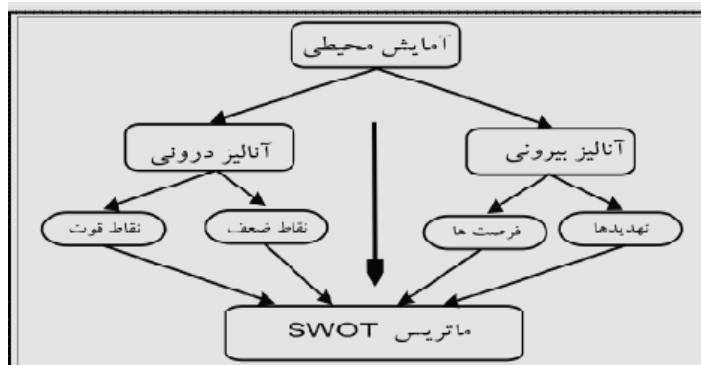 آمایش محیطی
آنالیز بیرونی
آنالیز درونی
تهدیدها
فرصت ها
نقاط ضعف
نقاط قوت
ماتریس SWOT